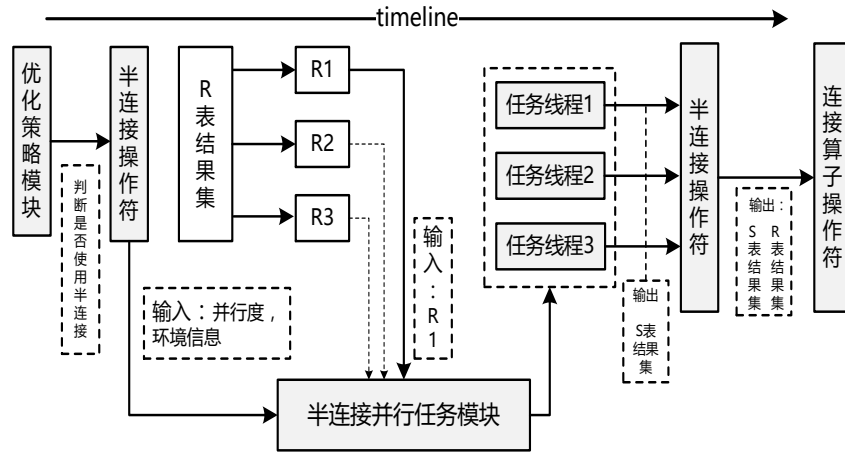 timeline
优化策略模块
判断是否使用半连接
半连接操作符
输入：并行度，
环境信息
R表结果集
R1
R2
R3
输入：R1
半连接并行任务模块
任务线程1
任务线程2
任务线程3
输出
S表
结果
集
半连接操作符
输出：
S表结果集
R表结果集
连接算子操作符